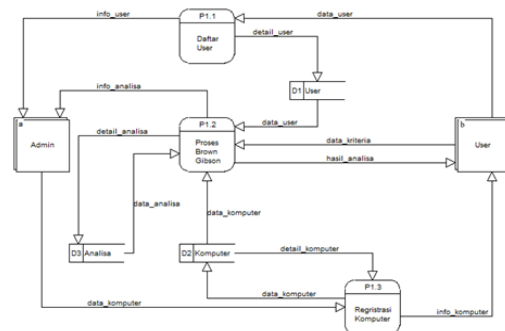 info_user
P1.1
data_user
Daftar
User
detail_user
D1 User
info_analisa
data_user
a
Admin
P1.2
Proses
Brown
Gibson
detail_analisa
data_kriteria
hasil_analisa
b
User
data_analisa
data_komputer
D3 Analisa
D2 Komputer
detail_komputer
data_komputer
data_komputer
P1.3
Regristrasi
Komputer
info_komputer